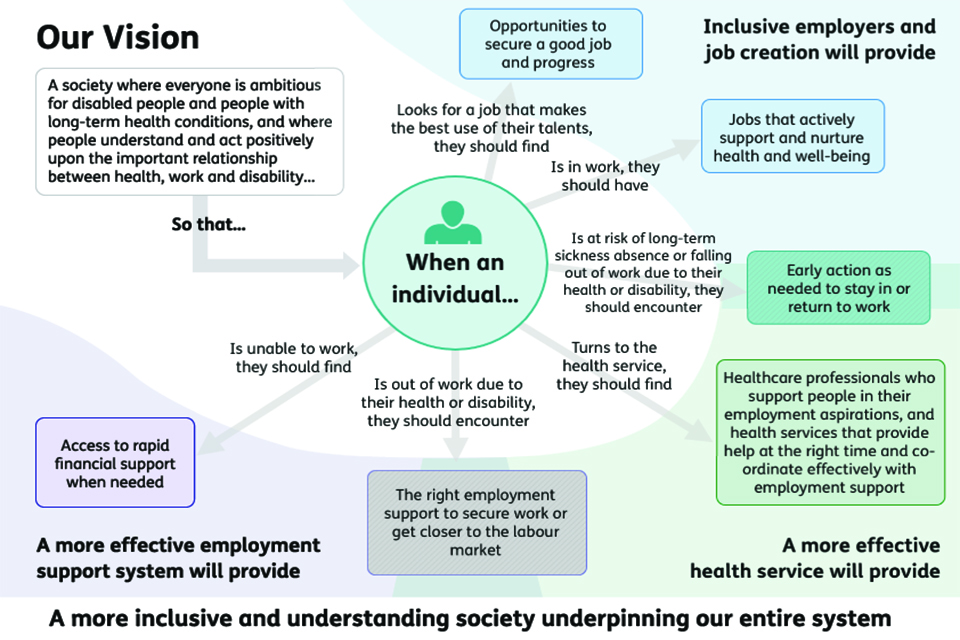 Our Vision
A society where everyone is ambitious
for disabled people and people with
long-term health conditions, and where
people understand and act positively
upon the important relationship
between health, work and disability...
So that...
When an
individual...
Looks for a job that makes
the best use of their talents,
they should find
Opportunities to
secure a good job
and progress
Inclusive employers and
job creation will provide
Is in work, they
should have
Jobs that actively
support and nurture
health and well-being
Is at risk of long-term
sickness absence or falling
out of work due to their
health or disability, they
should encounter
Early action as
needed to stay in or
return to work
Turns to the
health service,
they should find
Healthcare professionals who
support people in their
employment aspirations, and
health services that provide
help at the right time and co-
ordinate effectively with
employment support
A more effective
health service will provide
Is out of work due to
their health or disability,
they should encounter
The right employment
support to secure work or
get closer to the labour
market
Is unable to work,
they should find
Access to rapid
financial support
when needed
A more effective employment
support system will provide
A more inclusive and understanding society underpinning our entire system